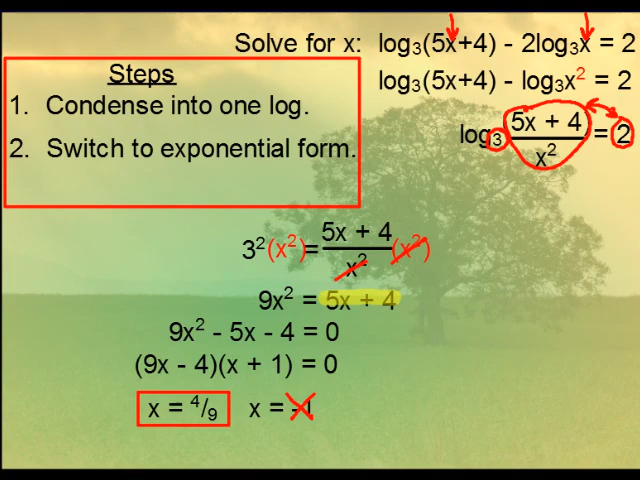 Solve for x: log₃(5x+4) - 2log₃x = 2
Steps
log₃(5x+4) - log₃x² = 2
1. Condense into one log.
log₃ (5x + 4)/x² = 2
2. Switch to exponential form.
3²(x²) = (5x + 4)/x² (x²)
9x² = 5x + 4
9x² - 5x - 4 = 0
(9x - 4)(x + 1) = 0
x = ⁴/₉ x = -1